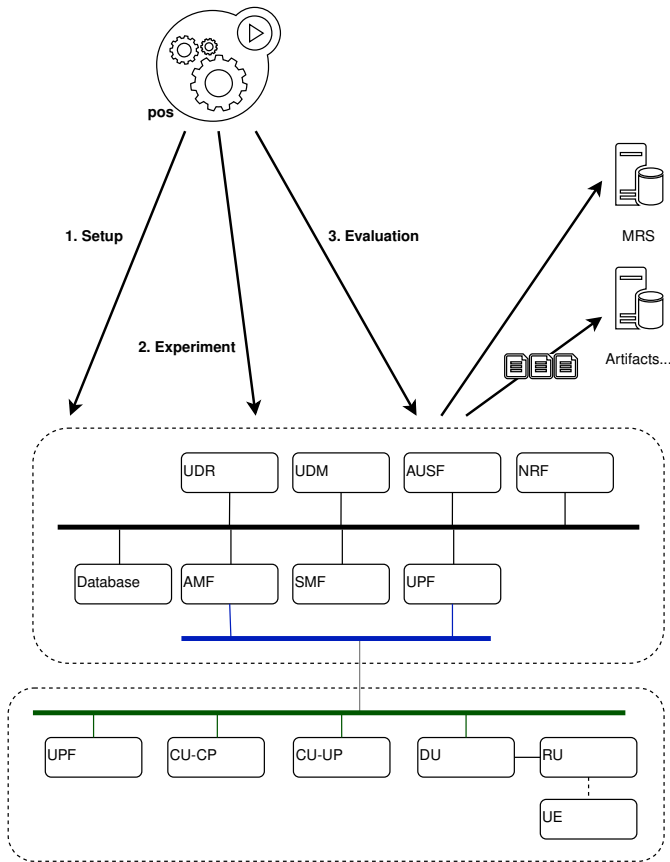 pos
1. Setup
3. Evaluation
MRS
2. Experiment
Artifacts...
UDR
UDM
AUSF
NRF
Database
AMF
SMF
UPF
UPF
CU-CP
CU-UP
DU
RU
UE